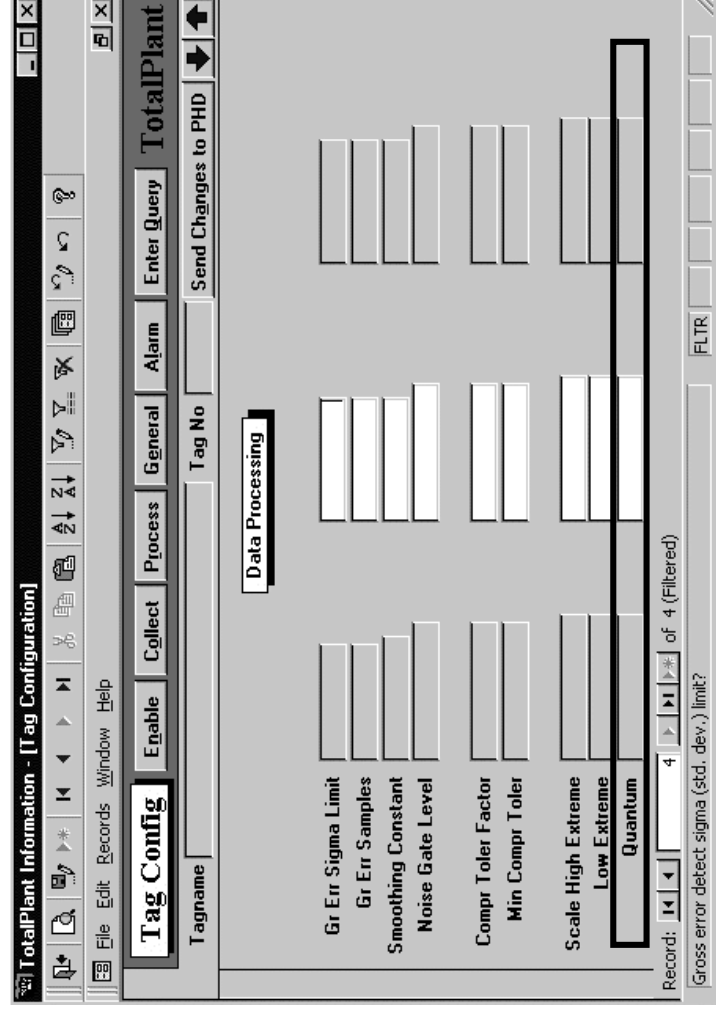 TotalPlant Information - [Tag Configuration]
File Edit Records Window Help
Tag Config Enable Collect Process General Alarm Enter Query TotalPlant
Tagname Tag No Send Changes to PHD
Data Processing
Gr Err Sigma Limit
Gr Err Samples
Smoothing Constant
Noise Gate Level
Compr Toler Factor
Min Compr Toler
Scale High Extreme
Low Extreme
Quantum
Record: 4 of 4 (Filtered)
Gross error detect sigma (std. dev.) limit? FLTR